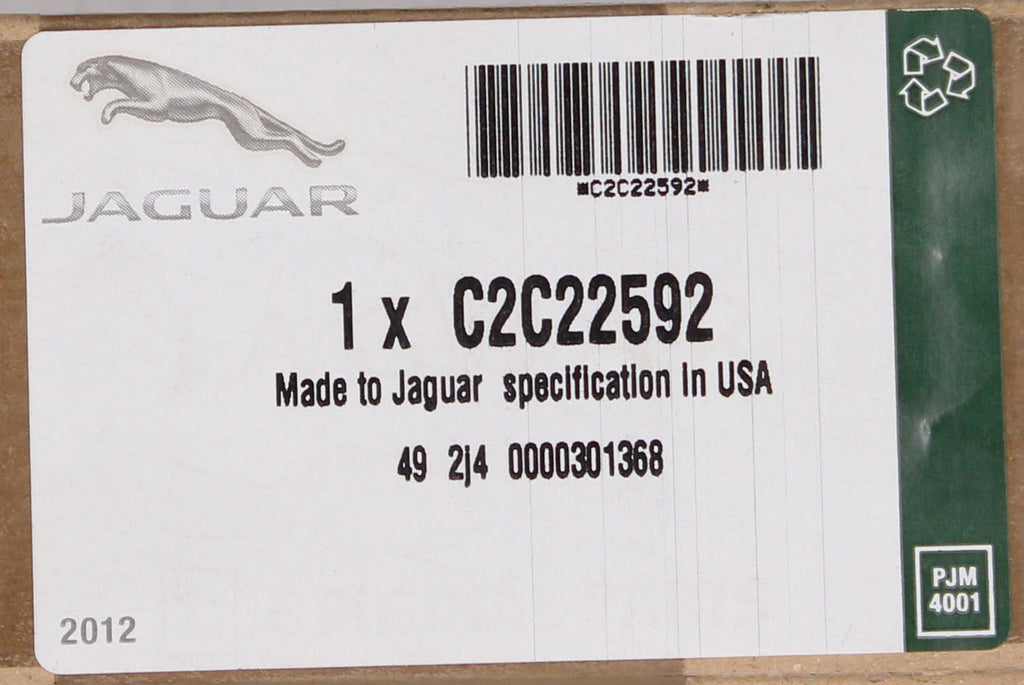 JAGUAR
*C2C22592*
1 x C2C22592
Made to Jaguar specification in USA
49 2j4 0000301368
2012
PJM
4001